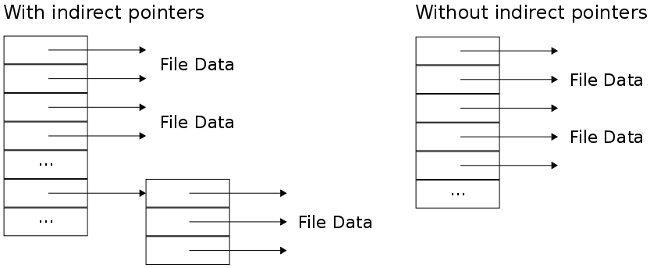 With indirect pointers
File Data
File Data
...
...
File Data
Without indirect pointers
File Data
File Data
...